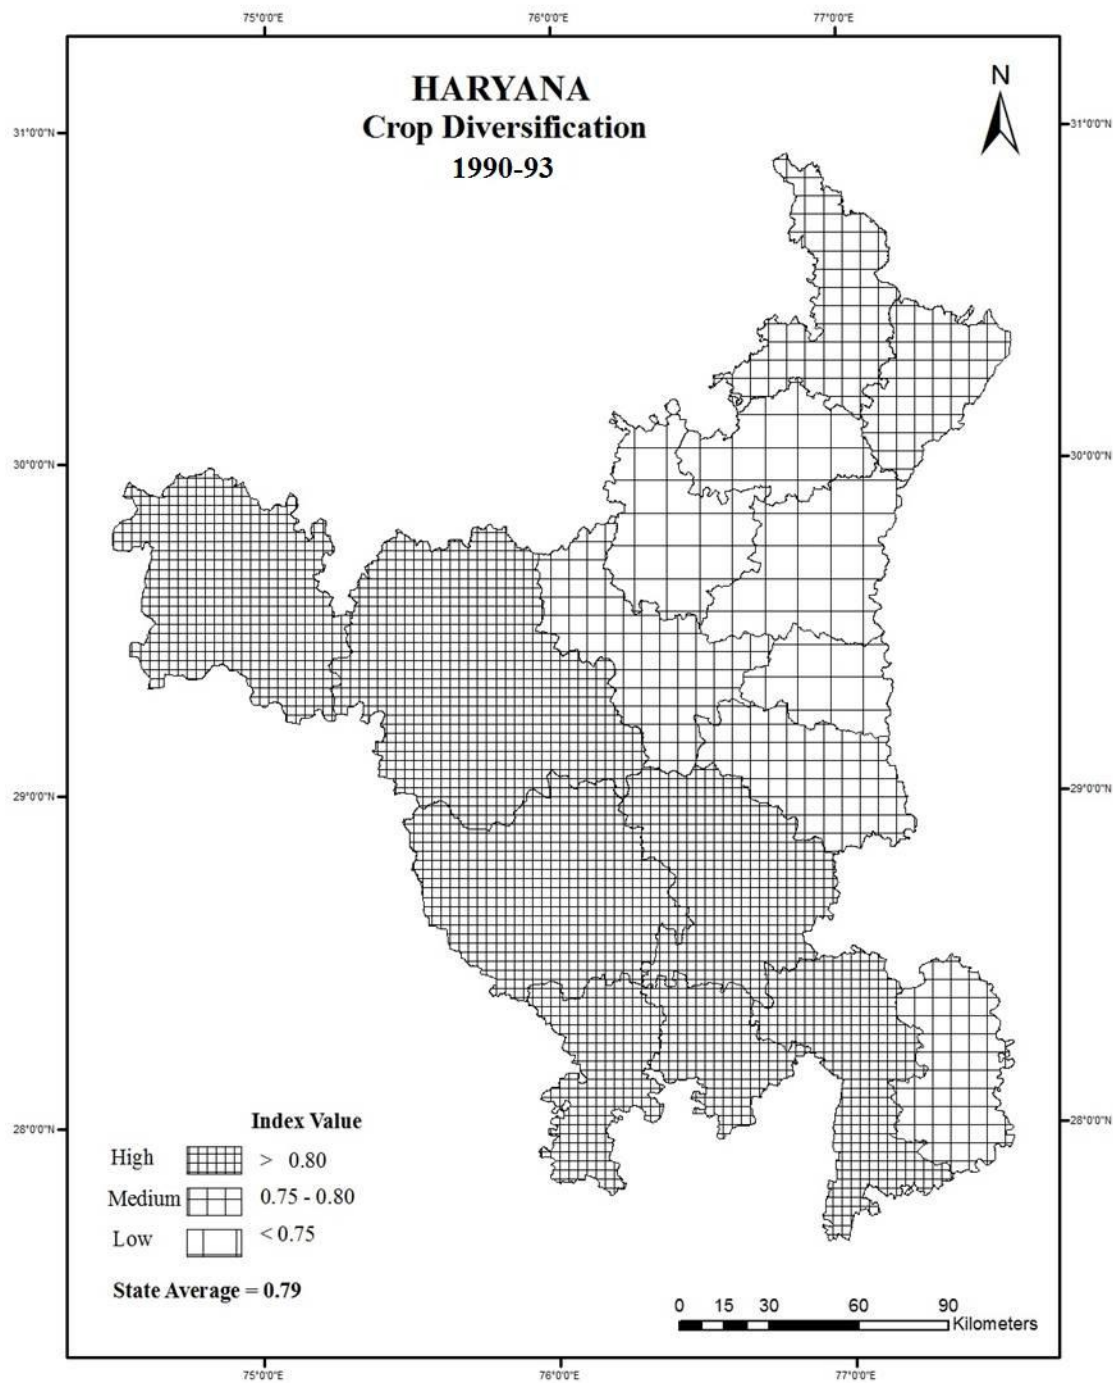 75°0'0"E 76°0'0"E 77°0'0"E
HARYANA
Crop Diversification
1990-93
N
31°0'0"N 31°0'0"N
30°0'0"N 30°0'0"N
29°0'0"N 29°0'0"N
28°0'0"N 28°0'0"N
Index Value
High > 0.80
Medium 0.75 - 0.80
Low < 0.75
State Average = 0.79
0 15 30 60 90
Kilometers
75°0'0"E 76°0'0"E 77°0'0"E